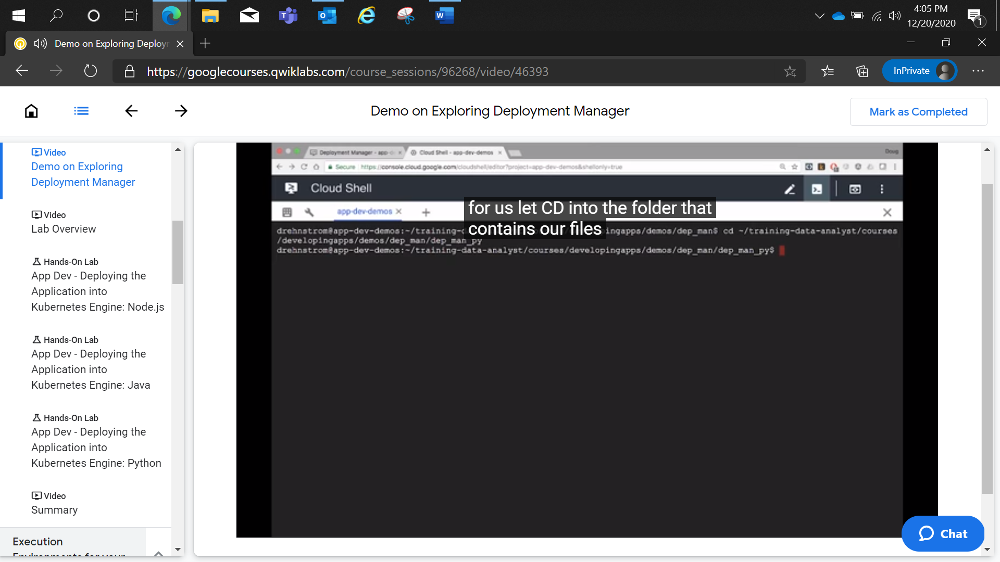 4:05 PM
12/20/2020
1
Demo on Exploring Deployr
https://googlecourses.qwiklabs.com/course_sessions/96268/video/46393
InPrivate
Demo on Exploring Deployment Manager
Mark as Completed
Video
Demo on Exploring
Deployment Manager
Video
Lab Overview
Hands-On Lab
App Dev - Deploying the
Application into
Kubernetes Engine: Node.js
Hands-On Lab
App Dev - Deploying the
Application into
Kubernetes Engine: Java
Hands-On Lab
App Dev - Deploying the
Application into
Kubernetes Engine: Python
Video
Summary
Execution
Environments for your
Deployment Manager - app-d
Cloud Shell - app-dev-demos
Doug
Secure https://console.cloud.google.com/cloudshell/editor?project=app-dev-demos&shellonly=true
Cloud Shell
app-dev-demos
for us let CD into the folder that
contains our files
drehnstrom@app-dev-demos:~/training-c ingapps/demos/dep_man$ cd ~/training-data-analyst/courses
/developingapps/demos/dep_man/dep_man_py
drehnstrom@app-dev-demos:~/training-data-analyst/courses/developingapps/demos/dep_man/dep_man_py$
Chat